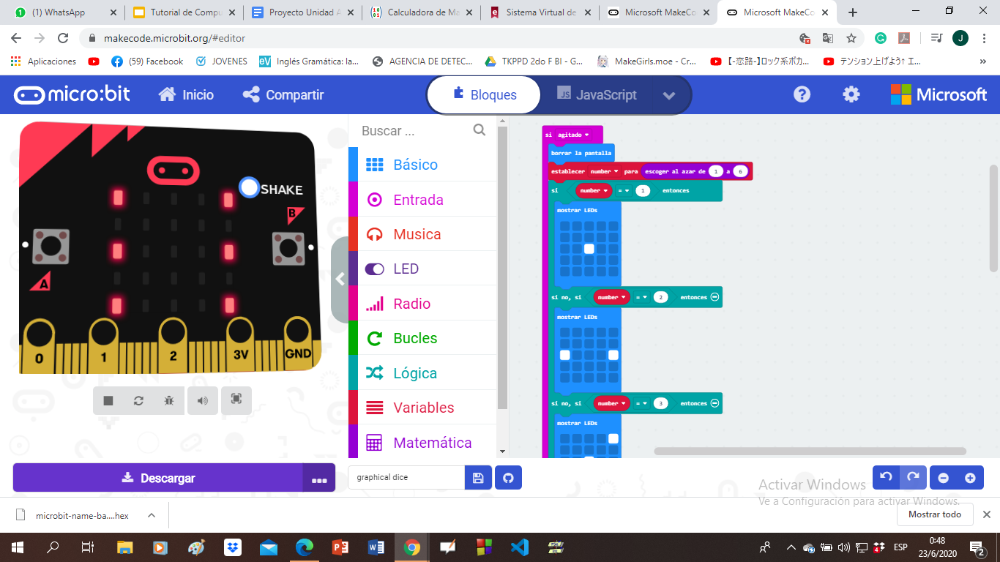 (1) WhatsApp
Tutorial de Compu
Proyecto Unidad A
Calculadora de Ma
Sistema Virtual de
Microsoft MakeCo
Microsoft MakeCo
makecode.microbit.org/#editor
J
Aplicaciones
(59) Facebook
JOVENES
Inglés Gramática: la...
AGENCIA DE DETEC...
TKPPD 2do F BI - G...
MakeGirls.moe - Cr...
【-恋路-】ロック系ボカ...
テンション上げよう↑ エ...
micro:bit
Inicio
Compartir
Bloques
JavaScript
Microsoft
SHAKE
B
A
0 1 2 3V GND
Buscar ...
Básico
Entrada
Musica
LED
Radio
Bucles
Lógica
Variables
Matemática
si agitado
borrar la pantalla
establecer number para escoger al azar de 1 a 6
si number = 1 entonces
mostrar LEDs
si no, si number = 2 entonces
mostrar LEDs
si no, si number = 3 entonces
mostrar LEDs
Descargar
graphical dice
Activar Windows
Ve a Configuración para activar Windows.
microbit-name-ba....hex
Mostrar todo
ESP
0:48
23/6/2020
2